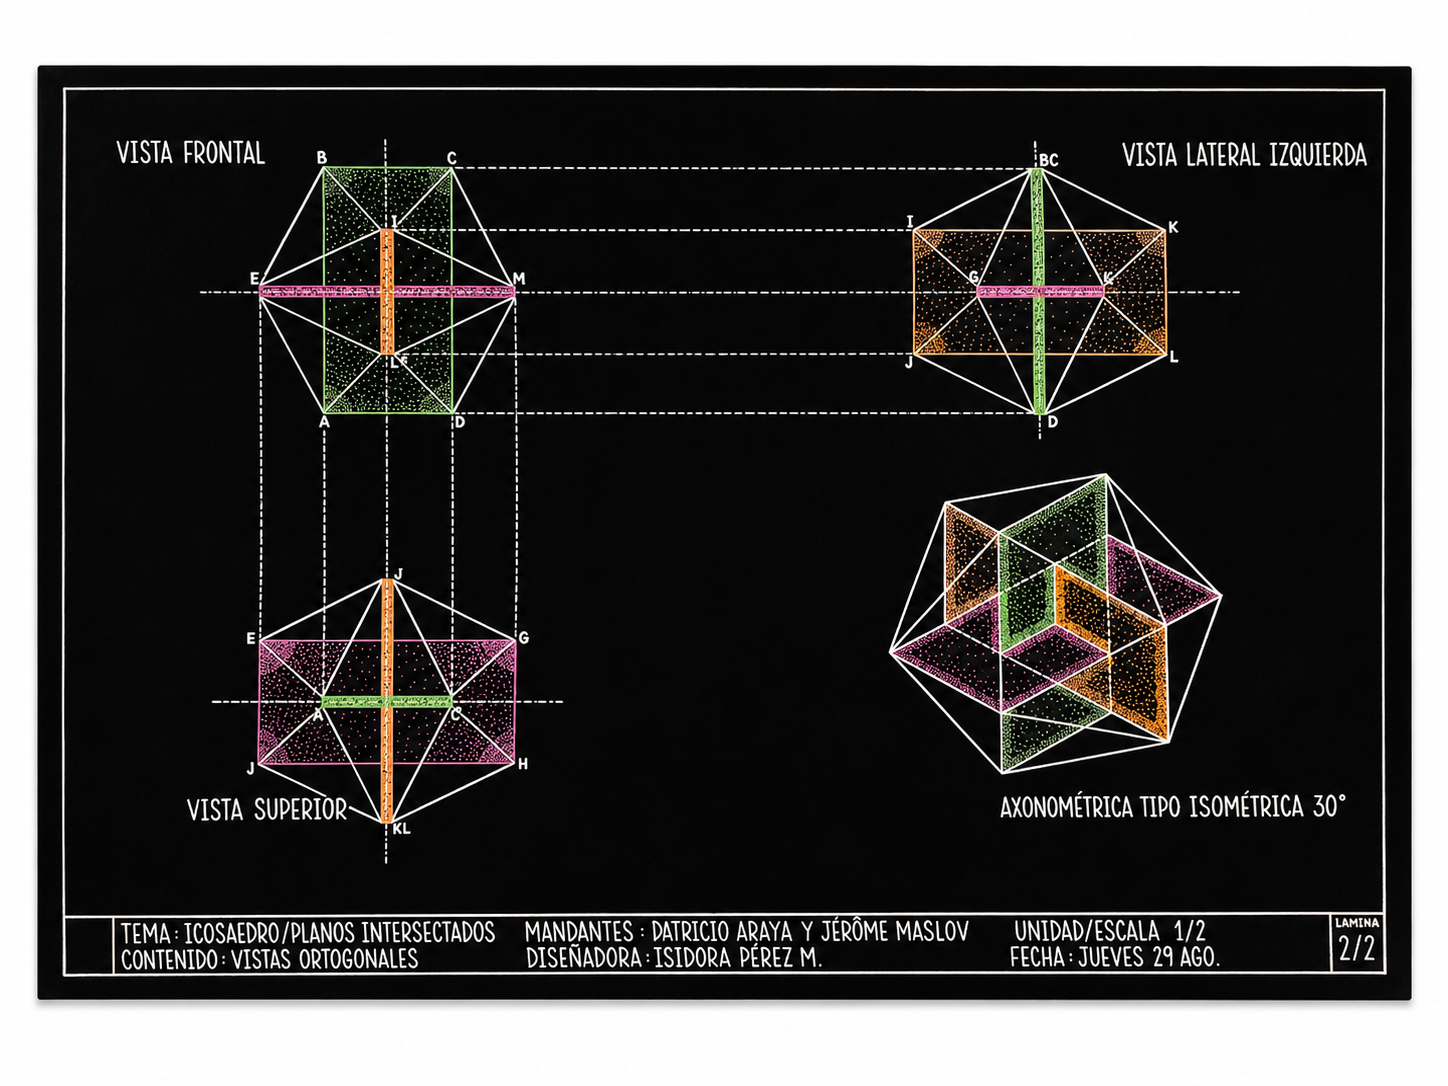 VISTA FRONTAL
B
C
I
E
M
L
A
D
BC
VISTA LATERAL IZQUIERDA
I
K
G
K
J
L
D
J
E
G
A
C
J
H
VISTA SUPERIOR
KL
AXONOMÉTRICA TIPO ISOMÉTRICA 30°
TEMA: ICOSAEDRO/PLANOS INTERSECTADOS
CONTENIDO: VISTAS ORTOGONALES
MANDANTES: PATRICIO ARAYA Y JÉRÔME MASLOV
DISEÑADORA: ISIDORA PÉREZ M.
UNIDAD/ESCALA 1/2
FECHA: JUEVES 29 AGO.
LAMINA
2/2